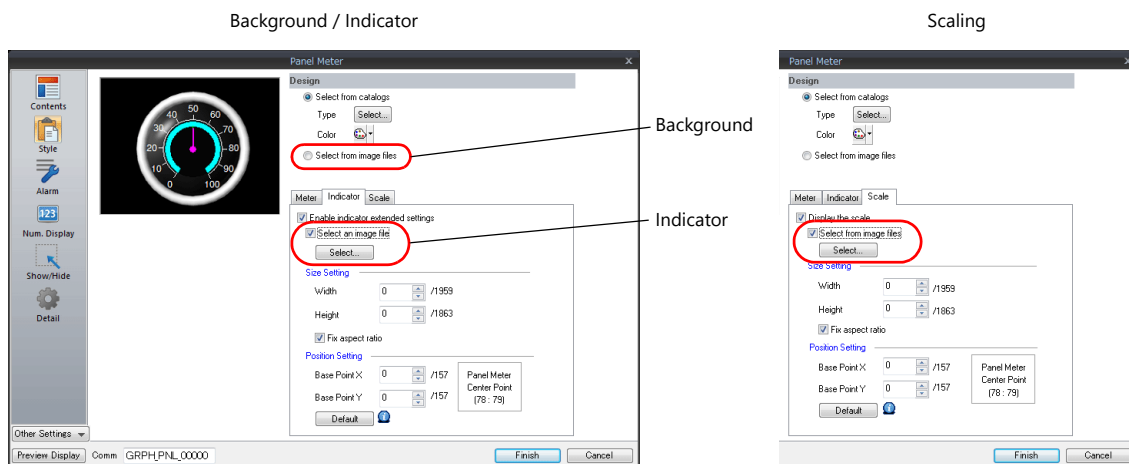 Background / Indicator
Scaling
Panel Meter
x
Contents
Style
Alarm
123
Num. Display
Show/Hide
Detail
Other Settings
0
10
20
30
40
50
60
70
80
90
100
Design
Select from catalogs
Type Select...
Color
Select from image files
Background
Meter Indicator Scale
Enable indicator extended settings
Select an image file
Select...
Indicator
Size Setting
Width 0 /1959
Height 0 /1863
Fix aspect ratio
Position Setting
Base Point X 0 /157
Base Point Y 0 /157
Panel Meter
Center Point
(78 : 79)
Default
Preview Display Comm GRPH_PNL_00000 Finish Cancel
Panel Meter
x
Design
Select from catalogs
Type Select...
Color
Select from image files
Meter Indicator Scale
Display the scale
Select from image files
Select...
Size Setting
Width 0 /1959
Height 0 /1863
Fix aspect ratio
Position Setting
Base Point X 0 /157
Base Point Y 0 /157
Panel Meter
Center Point
(78 : 79)
Default
Finish Cancel